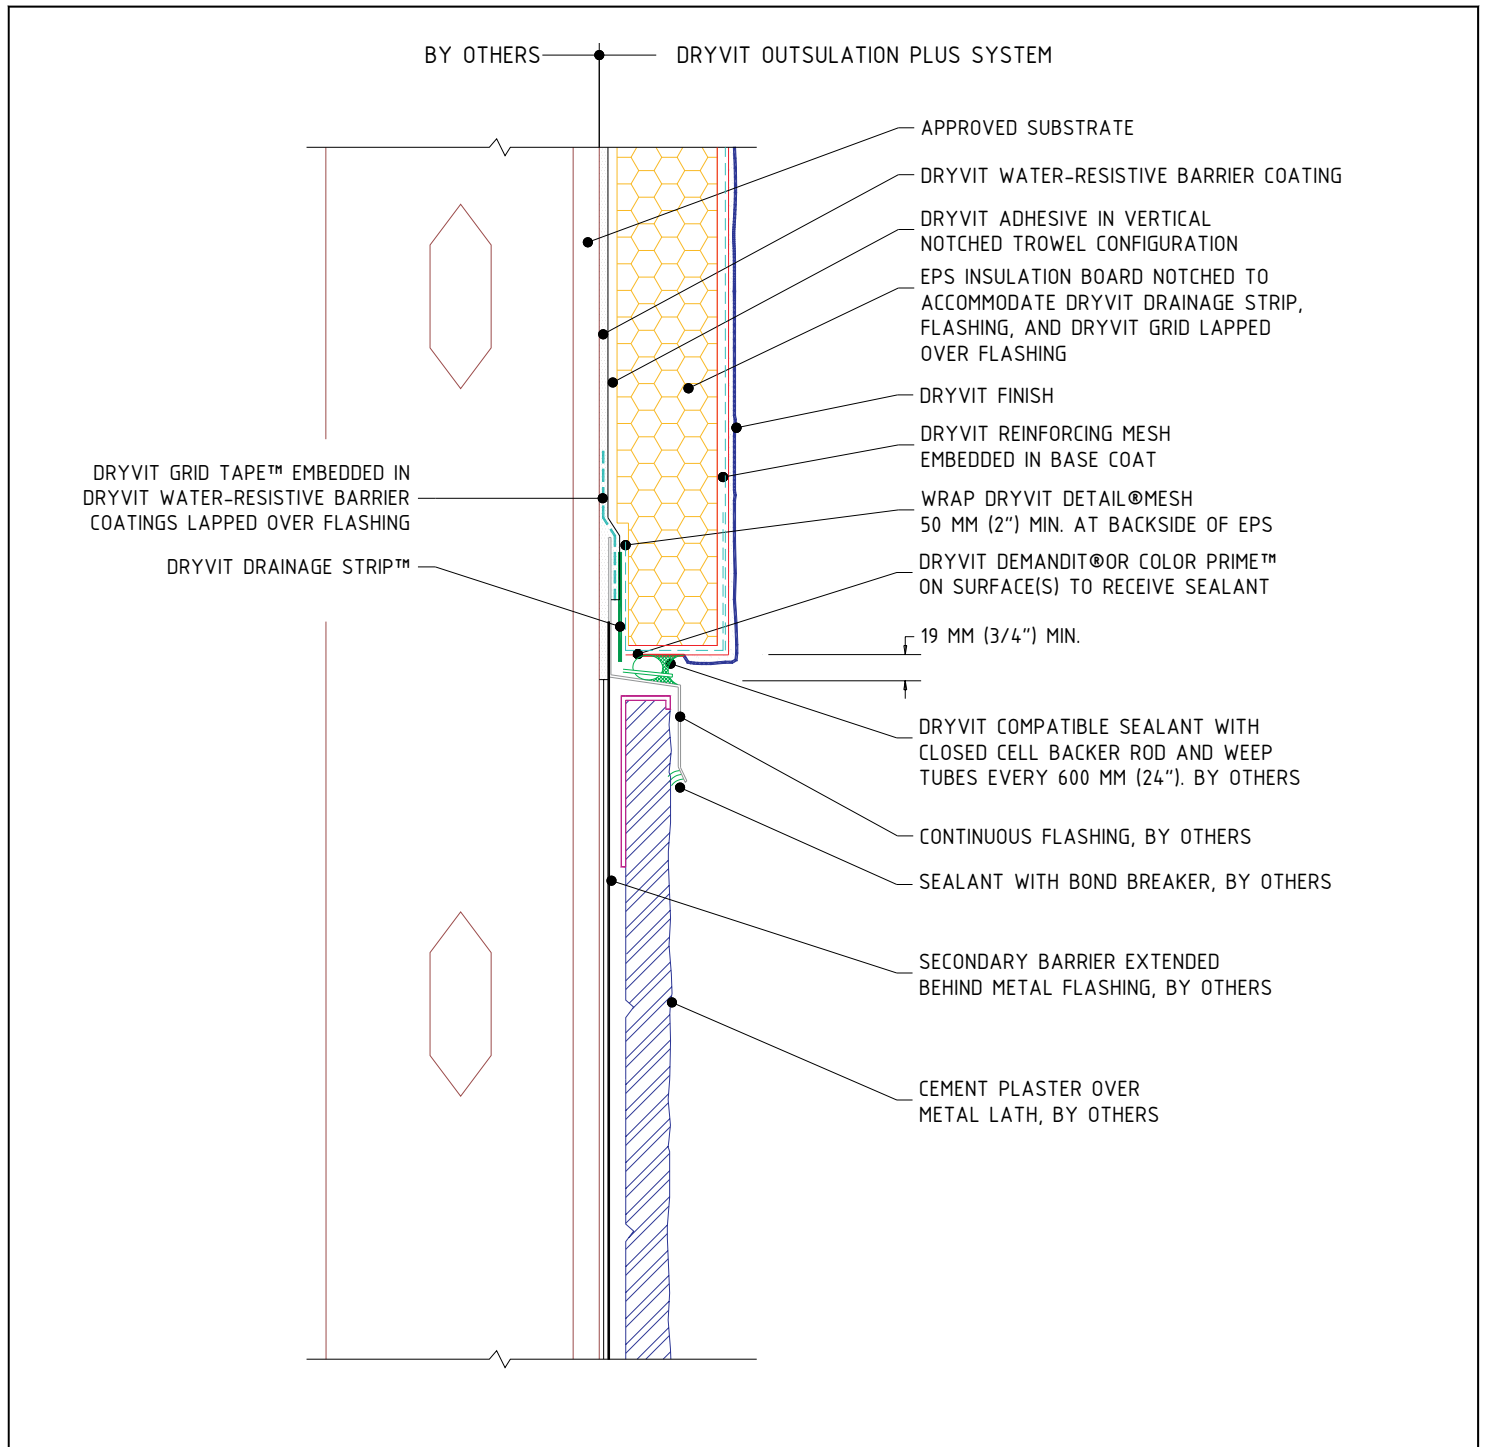 BY OTHERS
DRYVIT OUTSULATION PLUS SYSTEM
APPROVED SUBSTRATE
DRYVIT WATER-RESISTIVE BARRIER COATING
DRYVIT ADHESIVE IN VERTICAL
NOTCHED TROWEL CONFIGURATION
EPS INSULATION BOARD NOTCHED TO
ACCOMMODATE DRYVIT DRAINAGE STRIP,
FLASHING, AND DRYVIT GRID LAPPED
OVER FLASHING
DRYVIT FINISH
DRYVIT REINFORCING MESH
EMBEDDED IN BASE COAT
WRAP DRYVIT DETAIL®MESH
50 MM (2") MIN. AT BACKSIDE OF EPS
DRYVIT DEMANDIT®OR COLOR PRIME™
ON SURFACE(S) TO RECEIVE SEALANT
19 MM (3/4") MIN.
DRYVIT COMPATIBLE SEALANT WITH
CLOSED CELL BACKER ROD AND WEEP
TUBES EVERY 600 MM (24"). BY OTHERS
CONTINUOUS FLASHING, BY OTHERS
SEALANT WITH BOND BREAKER, BY OTHERS
SECONDARY BARRIER EXTENDED
BEHIND METAL FLASHING, BY OTHERS
CEMENT PLASTER OVER
METAL LATH, BY OTHERS
DRYVIT GRID TAPE™ EMBEDDED IN
DRYVIT WATER-RESISTIVE BARRIER
COATINGS LAPPED OVER FLASHING
DRYVIT DRAINAGE STRIP™